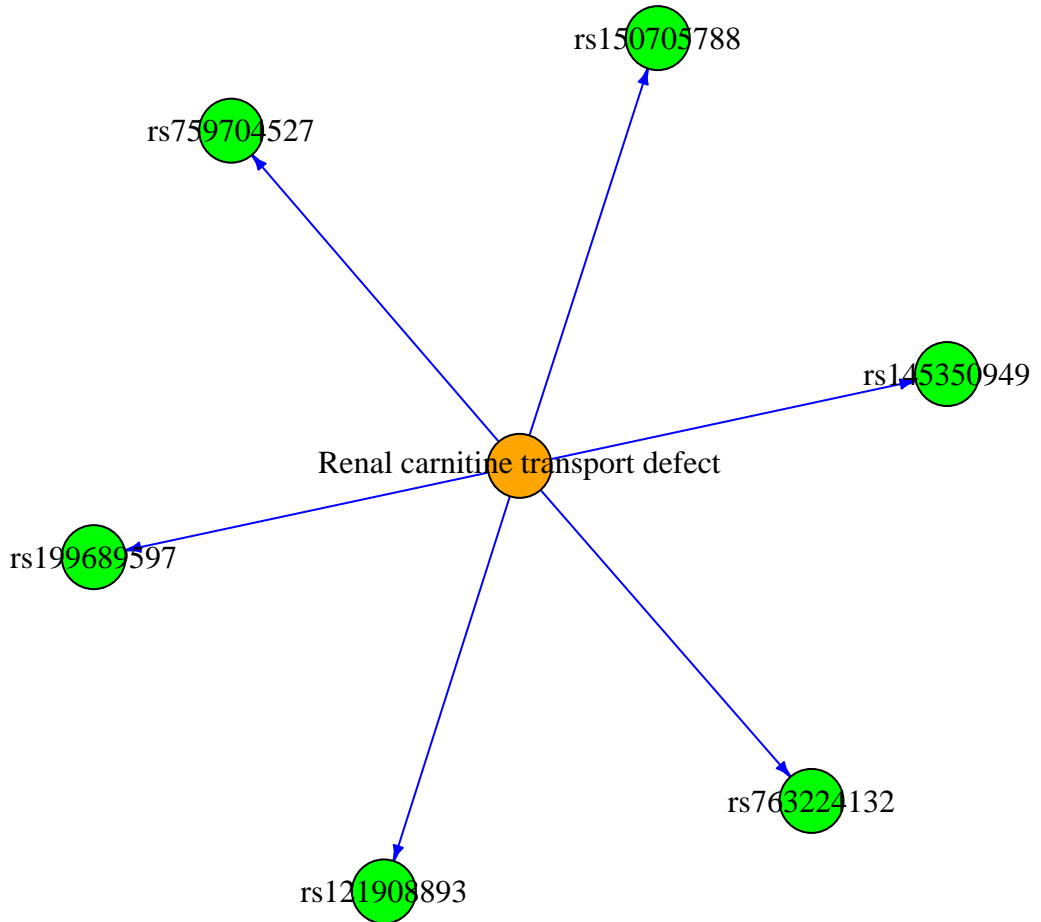 rs150705788
rs759704527
rs145350949
Renal carnitine transport defect
rs199689597
rs763224132
rs121908893